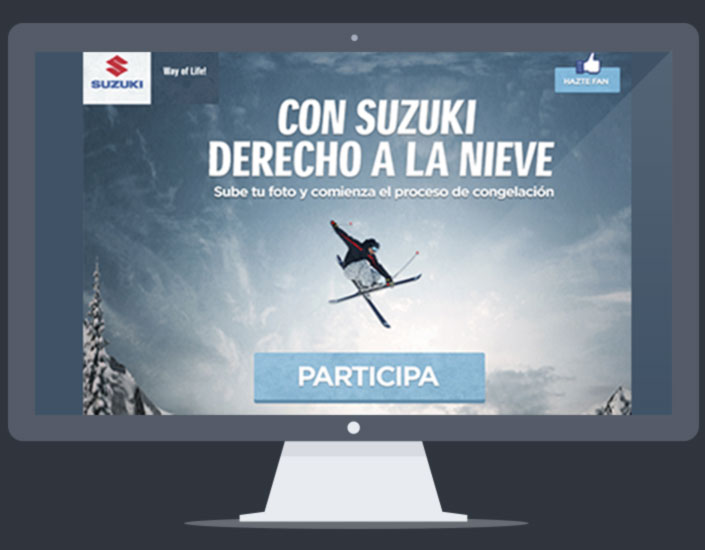 SUZUKI
Way of Life!
HAZTE FAN
CON SUZUKI
DERECHO A LA NIEVE
Sube tu foto y comienza el proceso de congelación
PARTICIPA